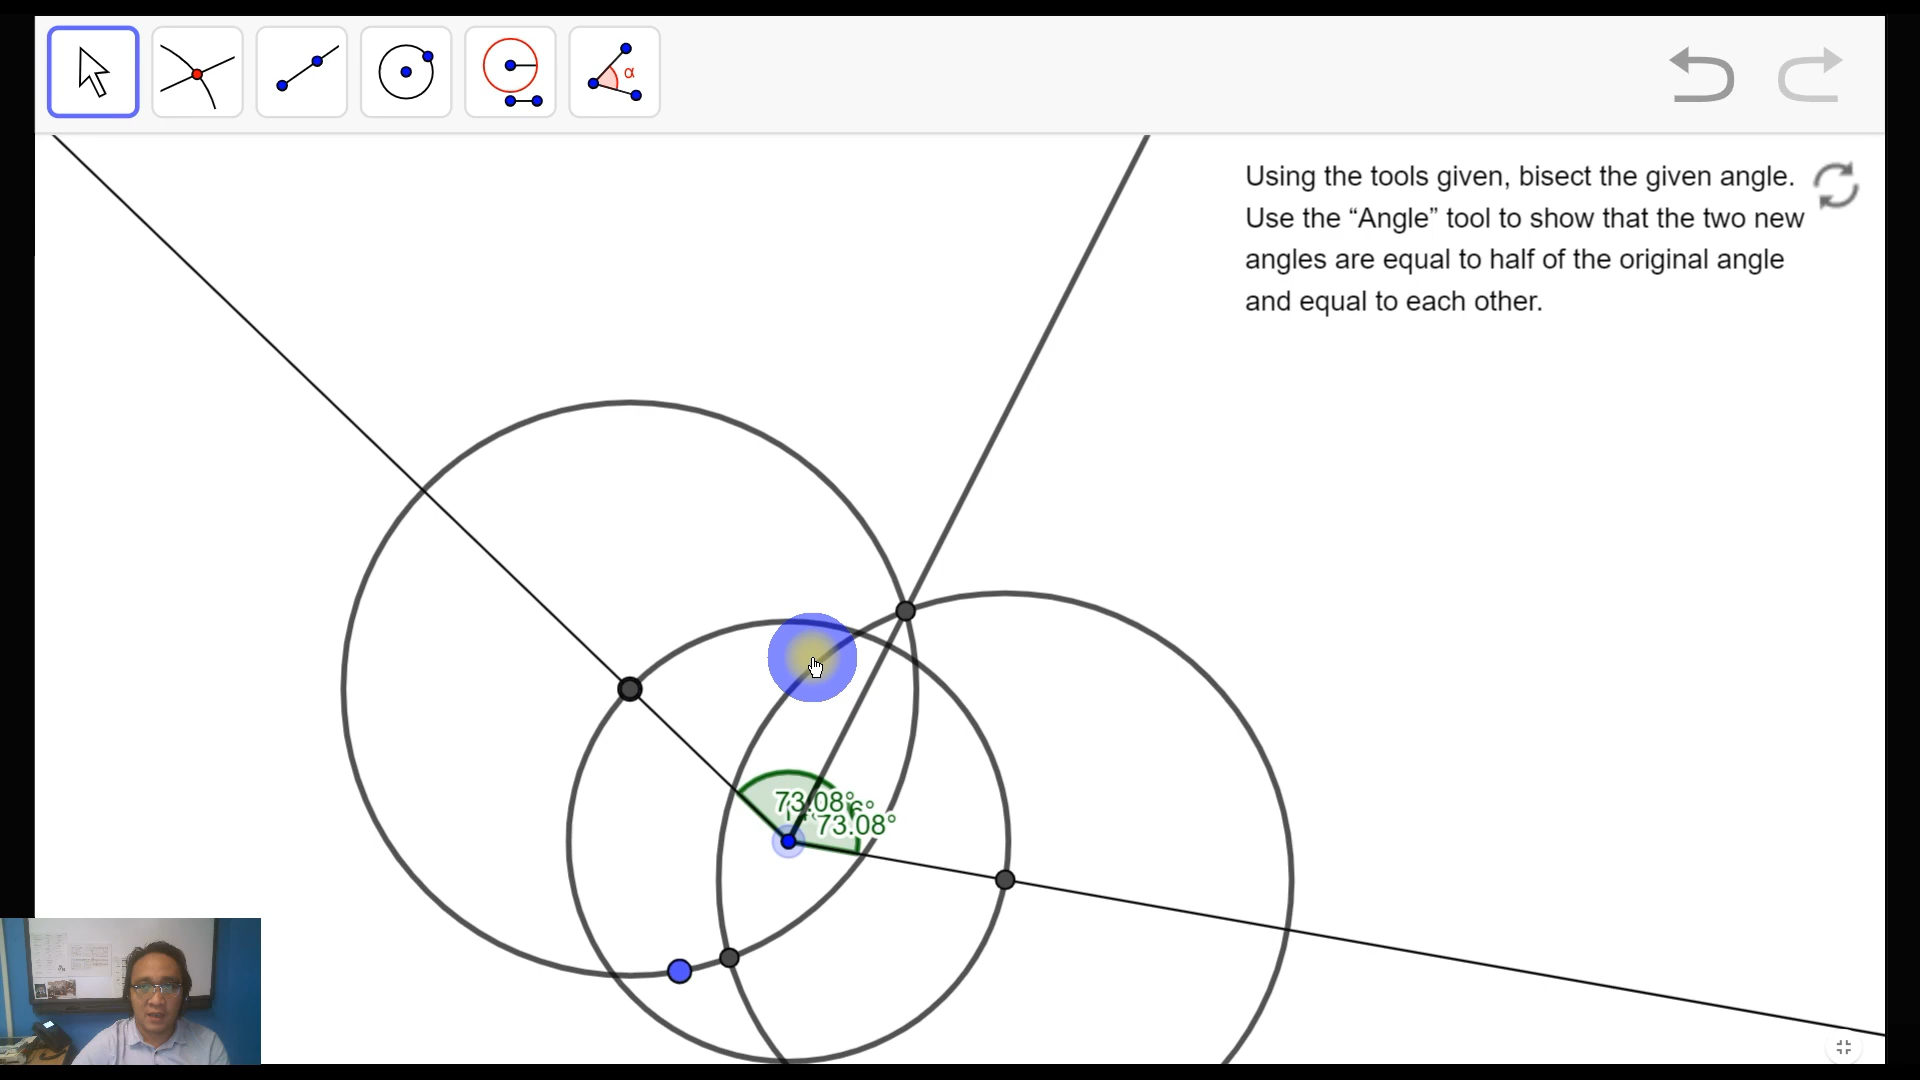 α
Using the tools given, bisect the given angle.
Use the “Angle” tool to show that the two new
angles are equal to half of the original angle
and equal to each other.
73.08°
6°
73.08°